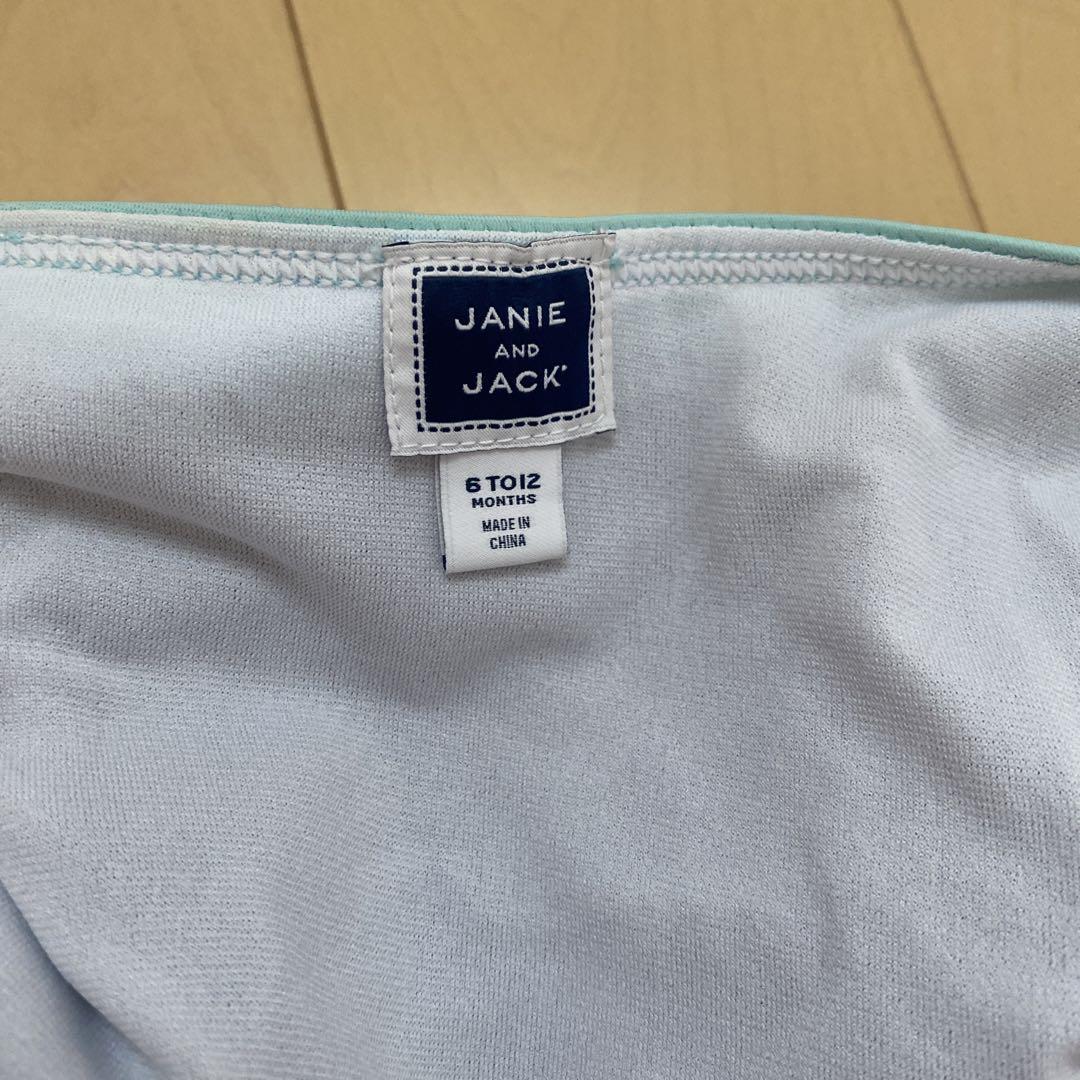 JANIE
AND
JACK
6 TO 12
MONTHS
MADE IN
CHINA